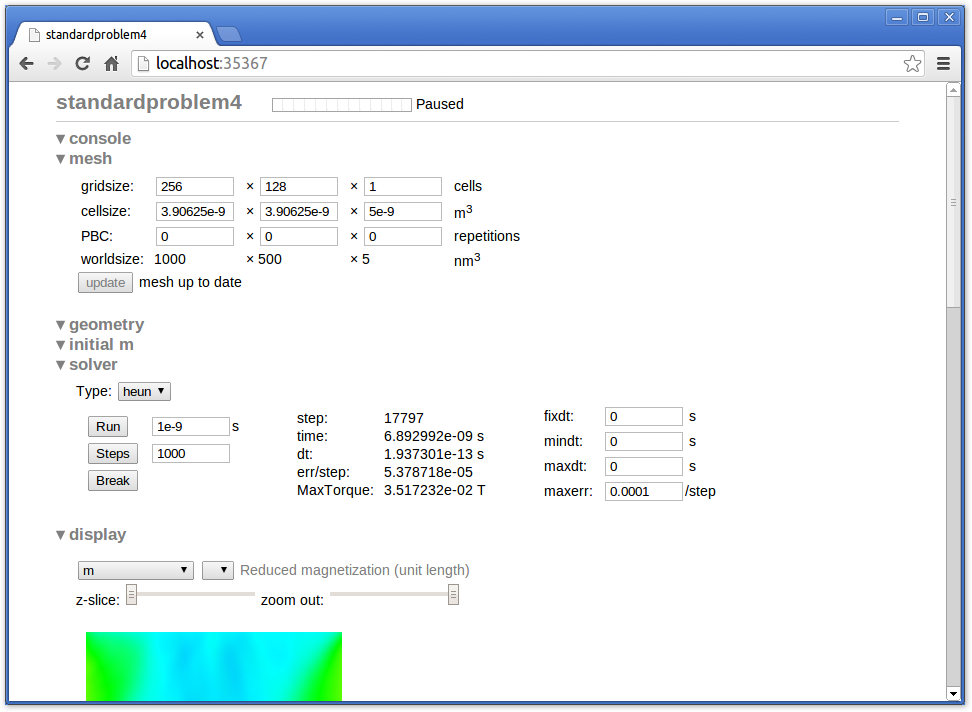 standardproblem4
localhost:35367
standardproblem4 Paused
▼ console
▼ mesh
gridsize: 256 × 128 × 1 cells
cellsize: 3.90625e-9 × 3.90625e-9 × 5e-9 m³
PBC: 0 × 0 × 0 repetitions
worldsize: 1000 × 500 × 5 nm³
update mesh up to date
▼ geometry
▼ initial m
▼ solver
Type: heun ▼
Run 1e-9 s
Steps 1000
Break
step: 17797
time: 6.892992e-09 s
dt: 1.937301e-13 s
err/step: 5.378718e-05
MaxTorque: 3.517232e-02 T
fixdt: 0 s
mindt: 0 s
maxdt: 0 s
maxerr: 0.0001 /step
▼ display
m ▼ ▼ Reduced magnetization (unit length)
z-slice: zoom out: